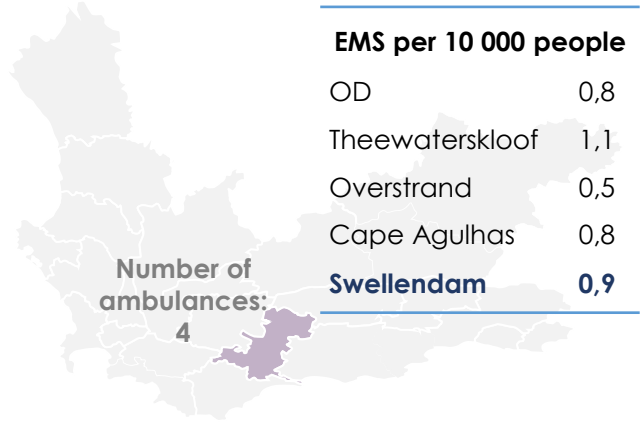 EMS per 10 000 people
OD 0,8
Theewaterskloof 1,1
Overstrand 0,5
Cape Agulhas 0,8
Swellendam 0,9
Number of
ambulances:
4